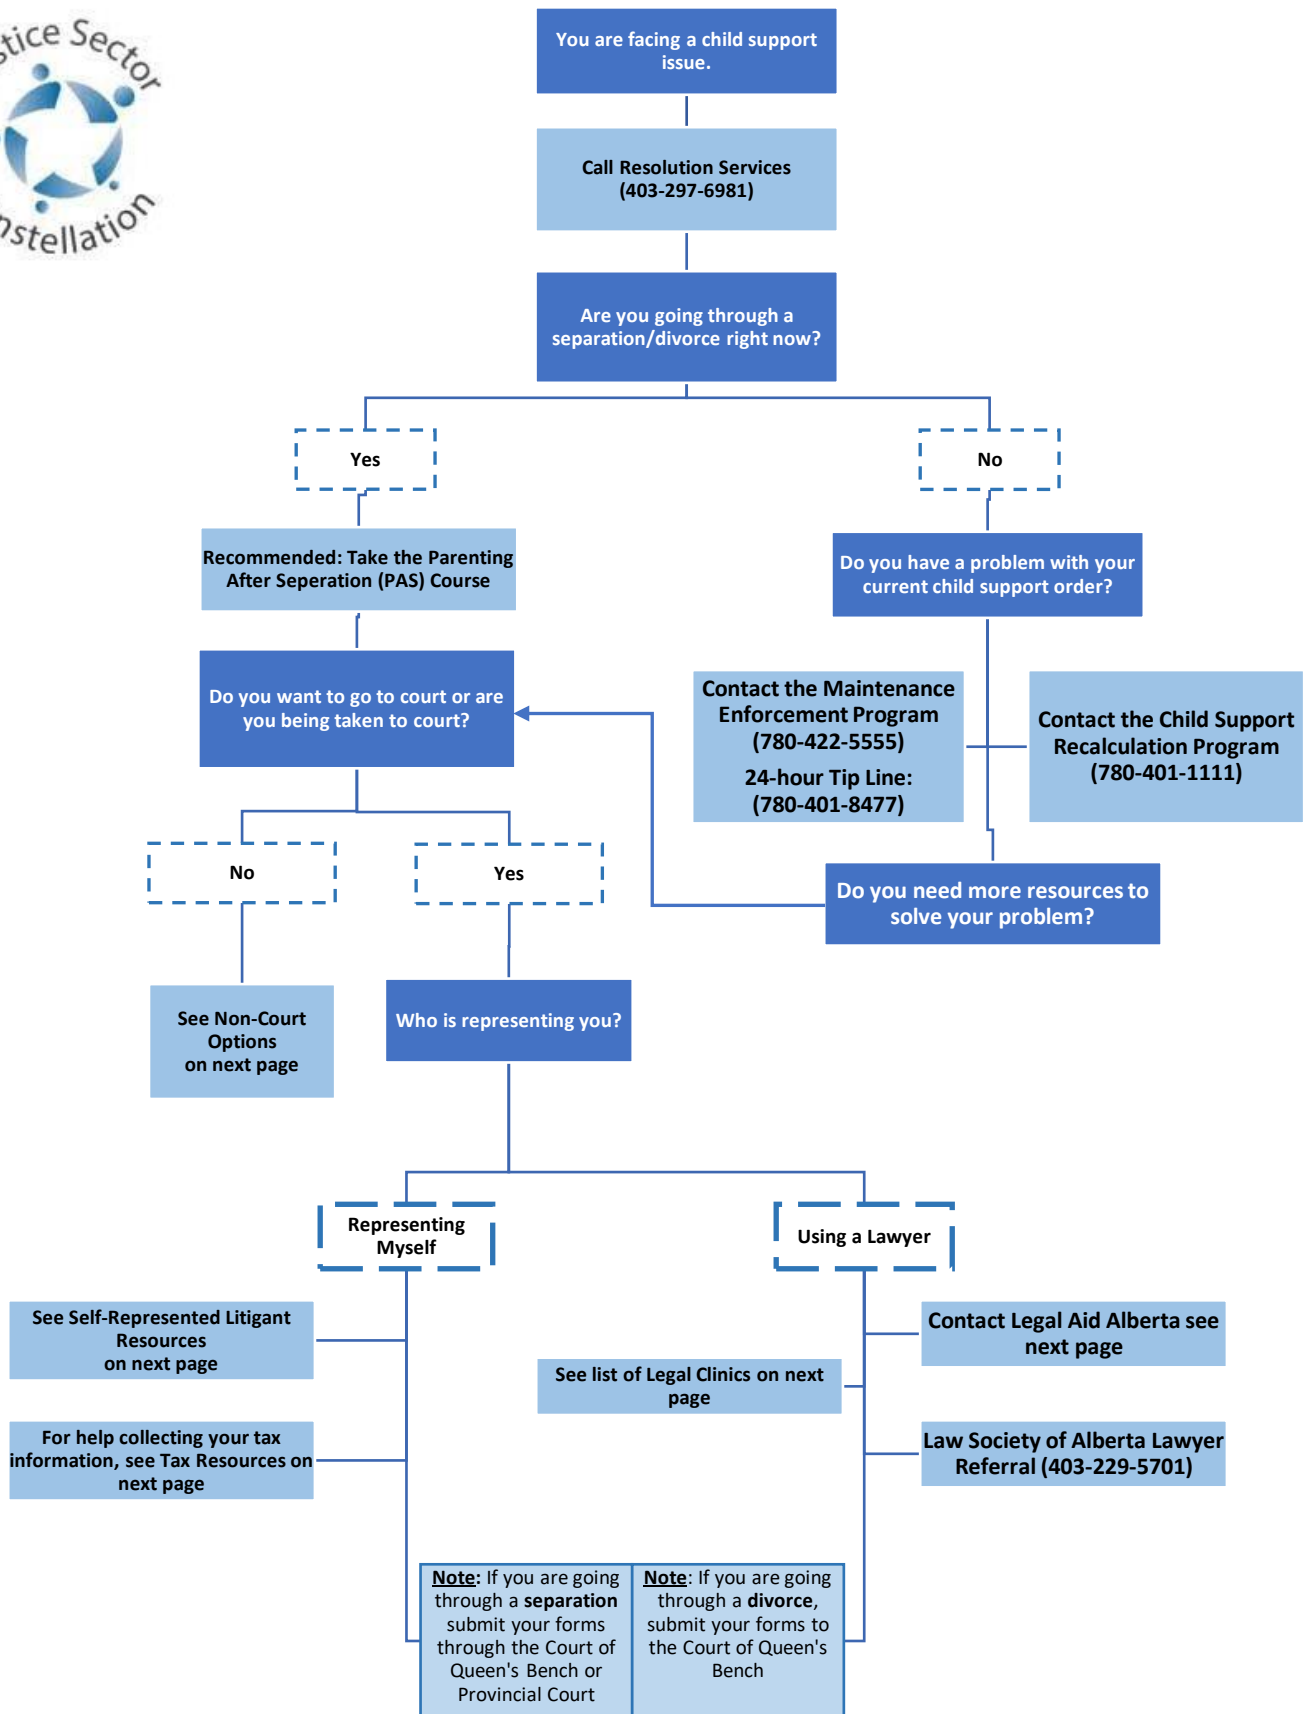 You are facing a child support
issue.
Call Resolution Services
(403-297-6981)
Are you going through a
separation/divorce right now?
Yes
No
Recommended: Take the Parenting
After Seperation (PAS) Course
Do you have a problem with your
current child support order?
Do you want to go to court or are
you being taken to court?
Contact the Maintenance
Enforcement Program
(780-422-5555)
24-hour Tip Line:
(780-401-8477)
Contact the Child Support
Recalculation Program
(780-401-1111)
No
Yes
Do you need more resources to
solve your problem?
See Non-Court
Options
on next page
Who is representing you?
Representing
Myself
Using a Lawyer
See Self-Represented Litigant
Resources
on next page
Contact Legal Aid Alberta see
next page
See list of Legal Clinics on next
page
For help collecting your tax
information, see Tax Resources on
next page
Law Society of Alberta Lawyer
Referral (403-229-5701)
Note: If you are going
through a separation
submit your forms
through the Court of
Queen's Bench or
Provincial Court
Note: If you are going
through a divorce,
submit your forms to
the Court of Queen's
Bench
Sector